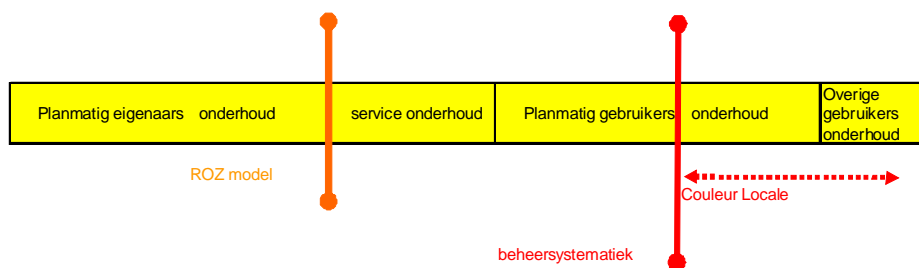 Planmatig eigenaars onderhoud
service onderhoud
Planmatig gebruikers onderhoud
Overige
gebruikers
onderhoud
ROZ model
Couleur Locale
beheersystematiek